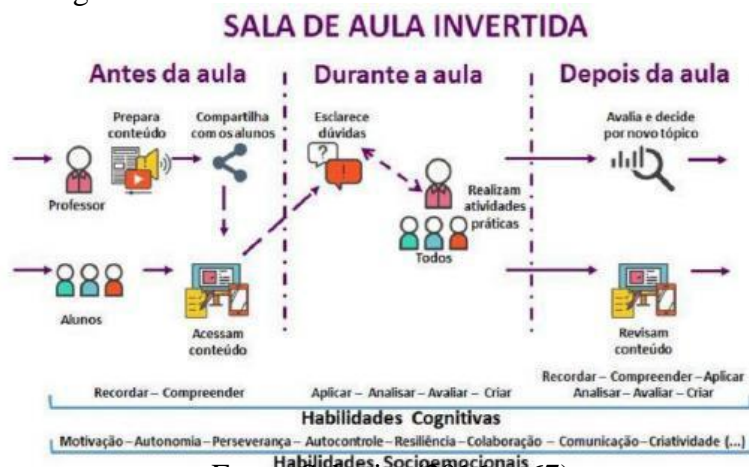 SALA DE AULA INVERTIDA
Antes da aula
Durante a aula
Depois da aula
Prepara
conteúdo
Compartilha
com os alunos
Esclarece
dúvidas
Avalia e decide
por novo tópico
Professor
Realizam
atividades
práticas
Todos
Alunos
Acessam
conteúdo
Revisam
conteúdo
Recordar – Compreender
Aplicar – Analisar – Avaliar – Criar
Recordar – Compreender – Aplicar
Analisar – Avaliar – Criar
Habilidades Cognitivas
Motivação – Autonomia – Perseverança – Autocontrole – Resiliência – Colaboração – Comunicação – Criatividade (...)
Habilidades Socioemocionais